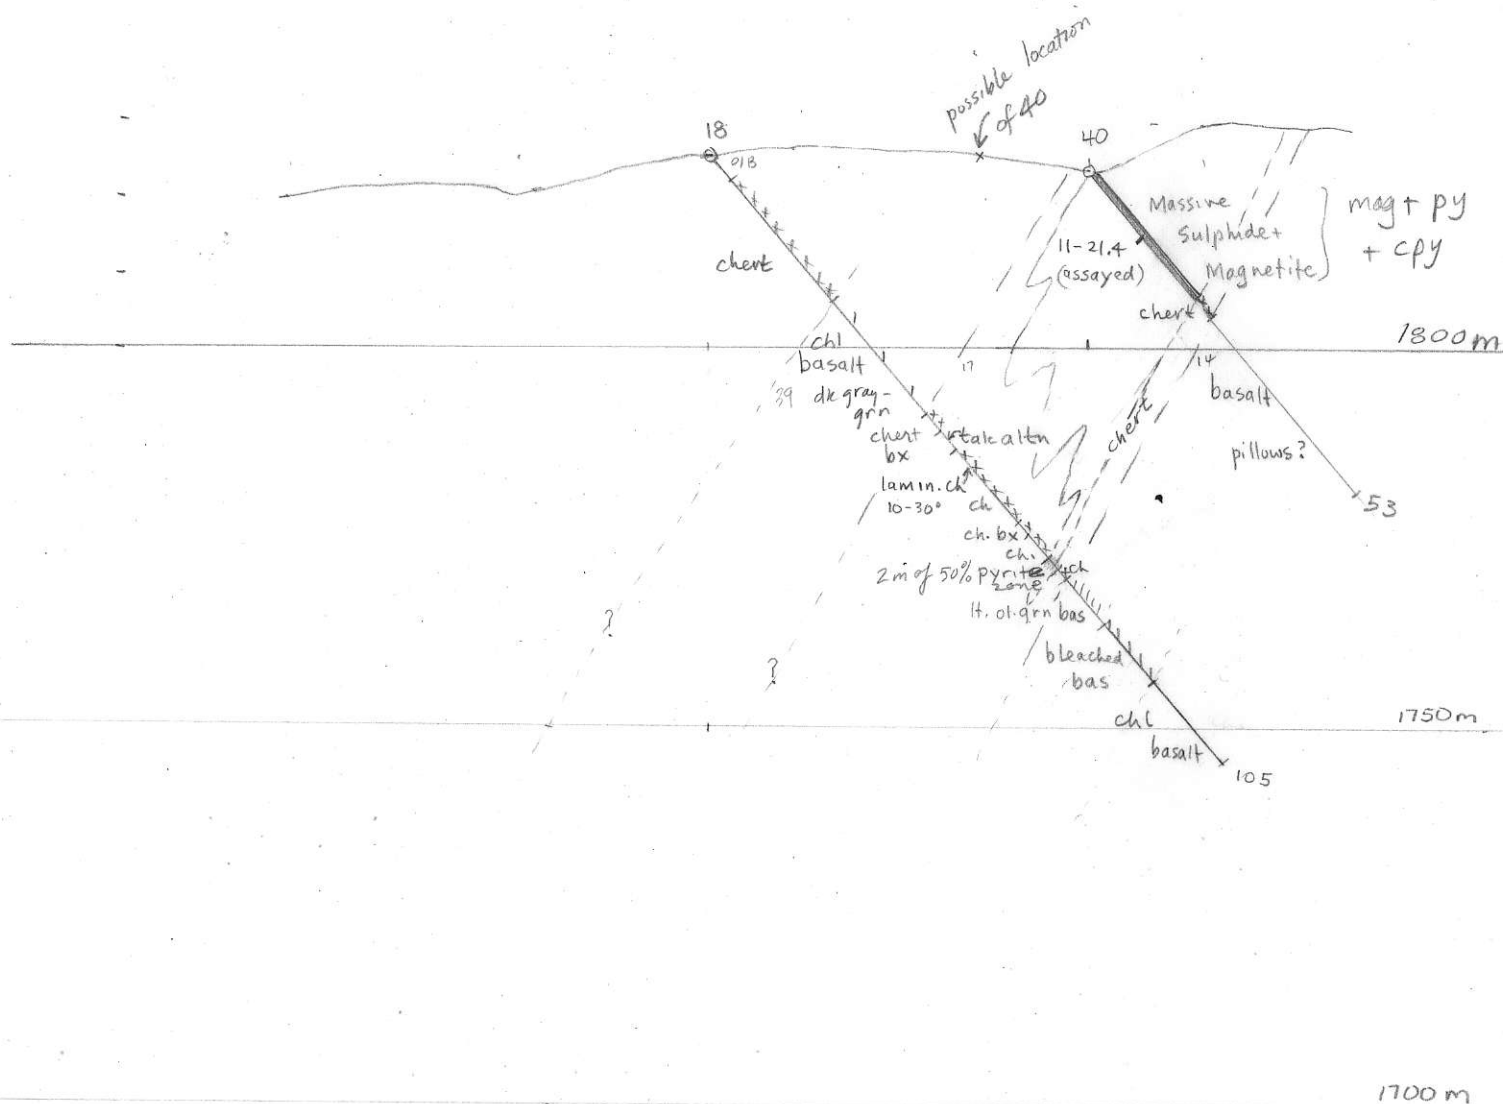 possible location
of 40
18
O/B
40
Massive
Sulphide +
Magnetite
mag + py
+ cpy
11-21.4
(assayed)
chert
chert
1800m
chl
basalt
17
14
39
dk gray-
grn
basalt
chert
chert
bx
talc altn
pillows?
lamin. ch
10-30°
ch
53
ch. bx
ch.
2 m of 50% pyrite
zone
ch
lt. ol. grn bas
?
bleached
bas
?
chl
1750m
basalt
105
1700m